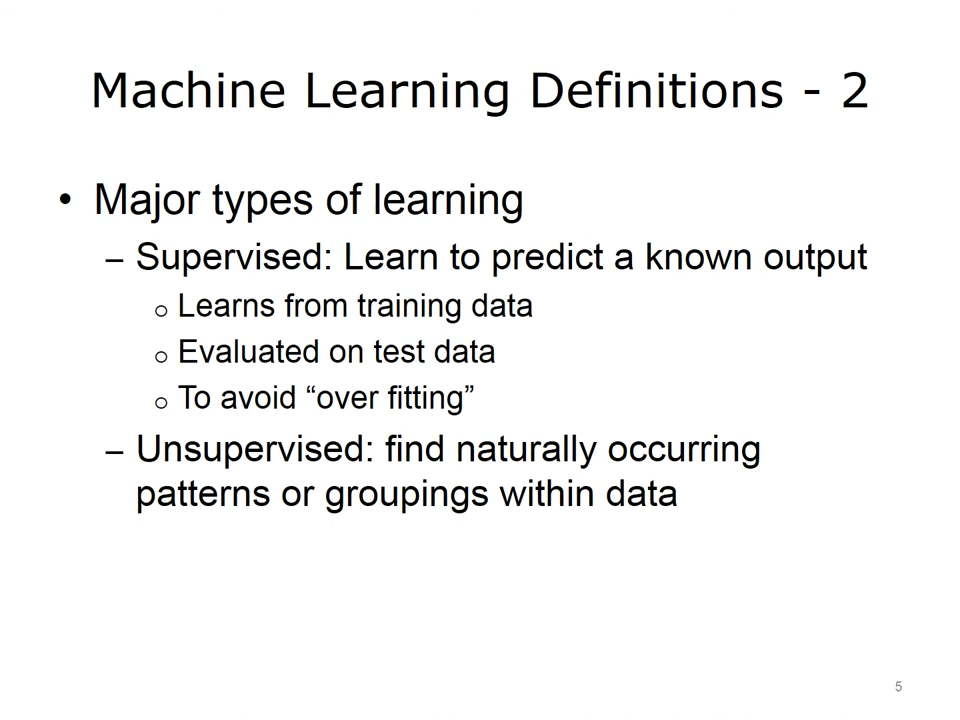 Machine Learning Definitions - 2
• Major types of learning
– Supervised: Learn to predict a known output
o Learns from training data
o Evaluated on test data
o To avoid “over fitting”
– Unsupervised: find naturally occurring
patterns or groupings within data
5